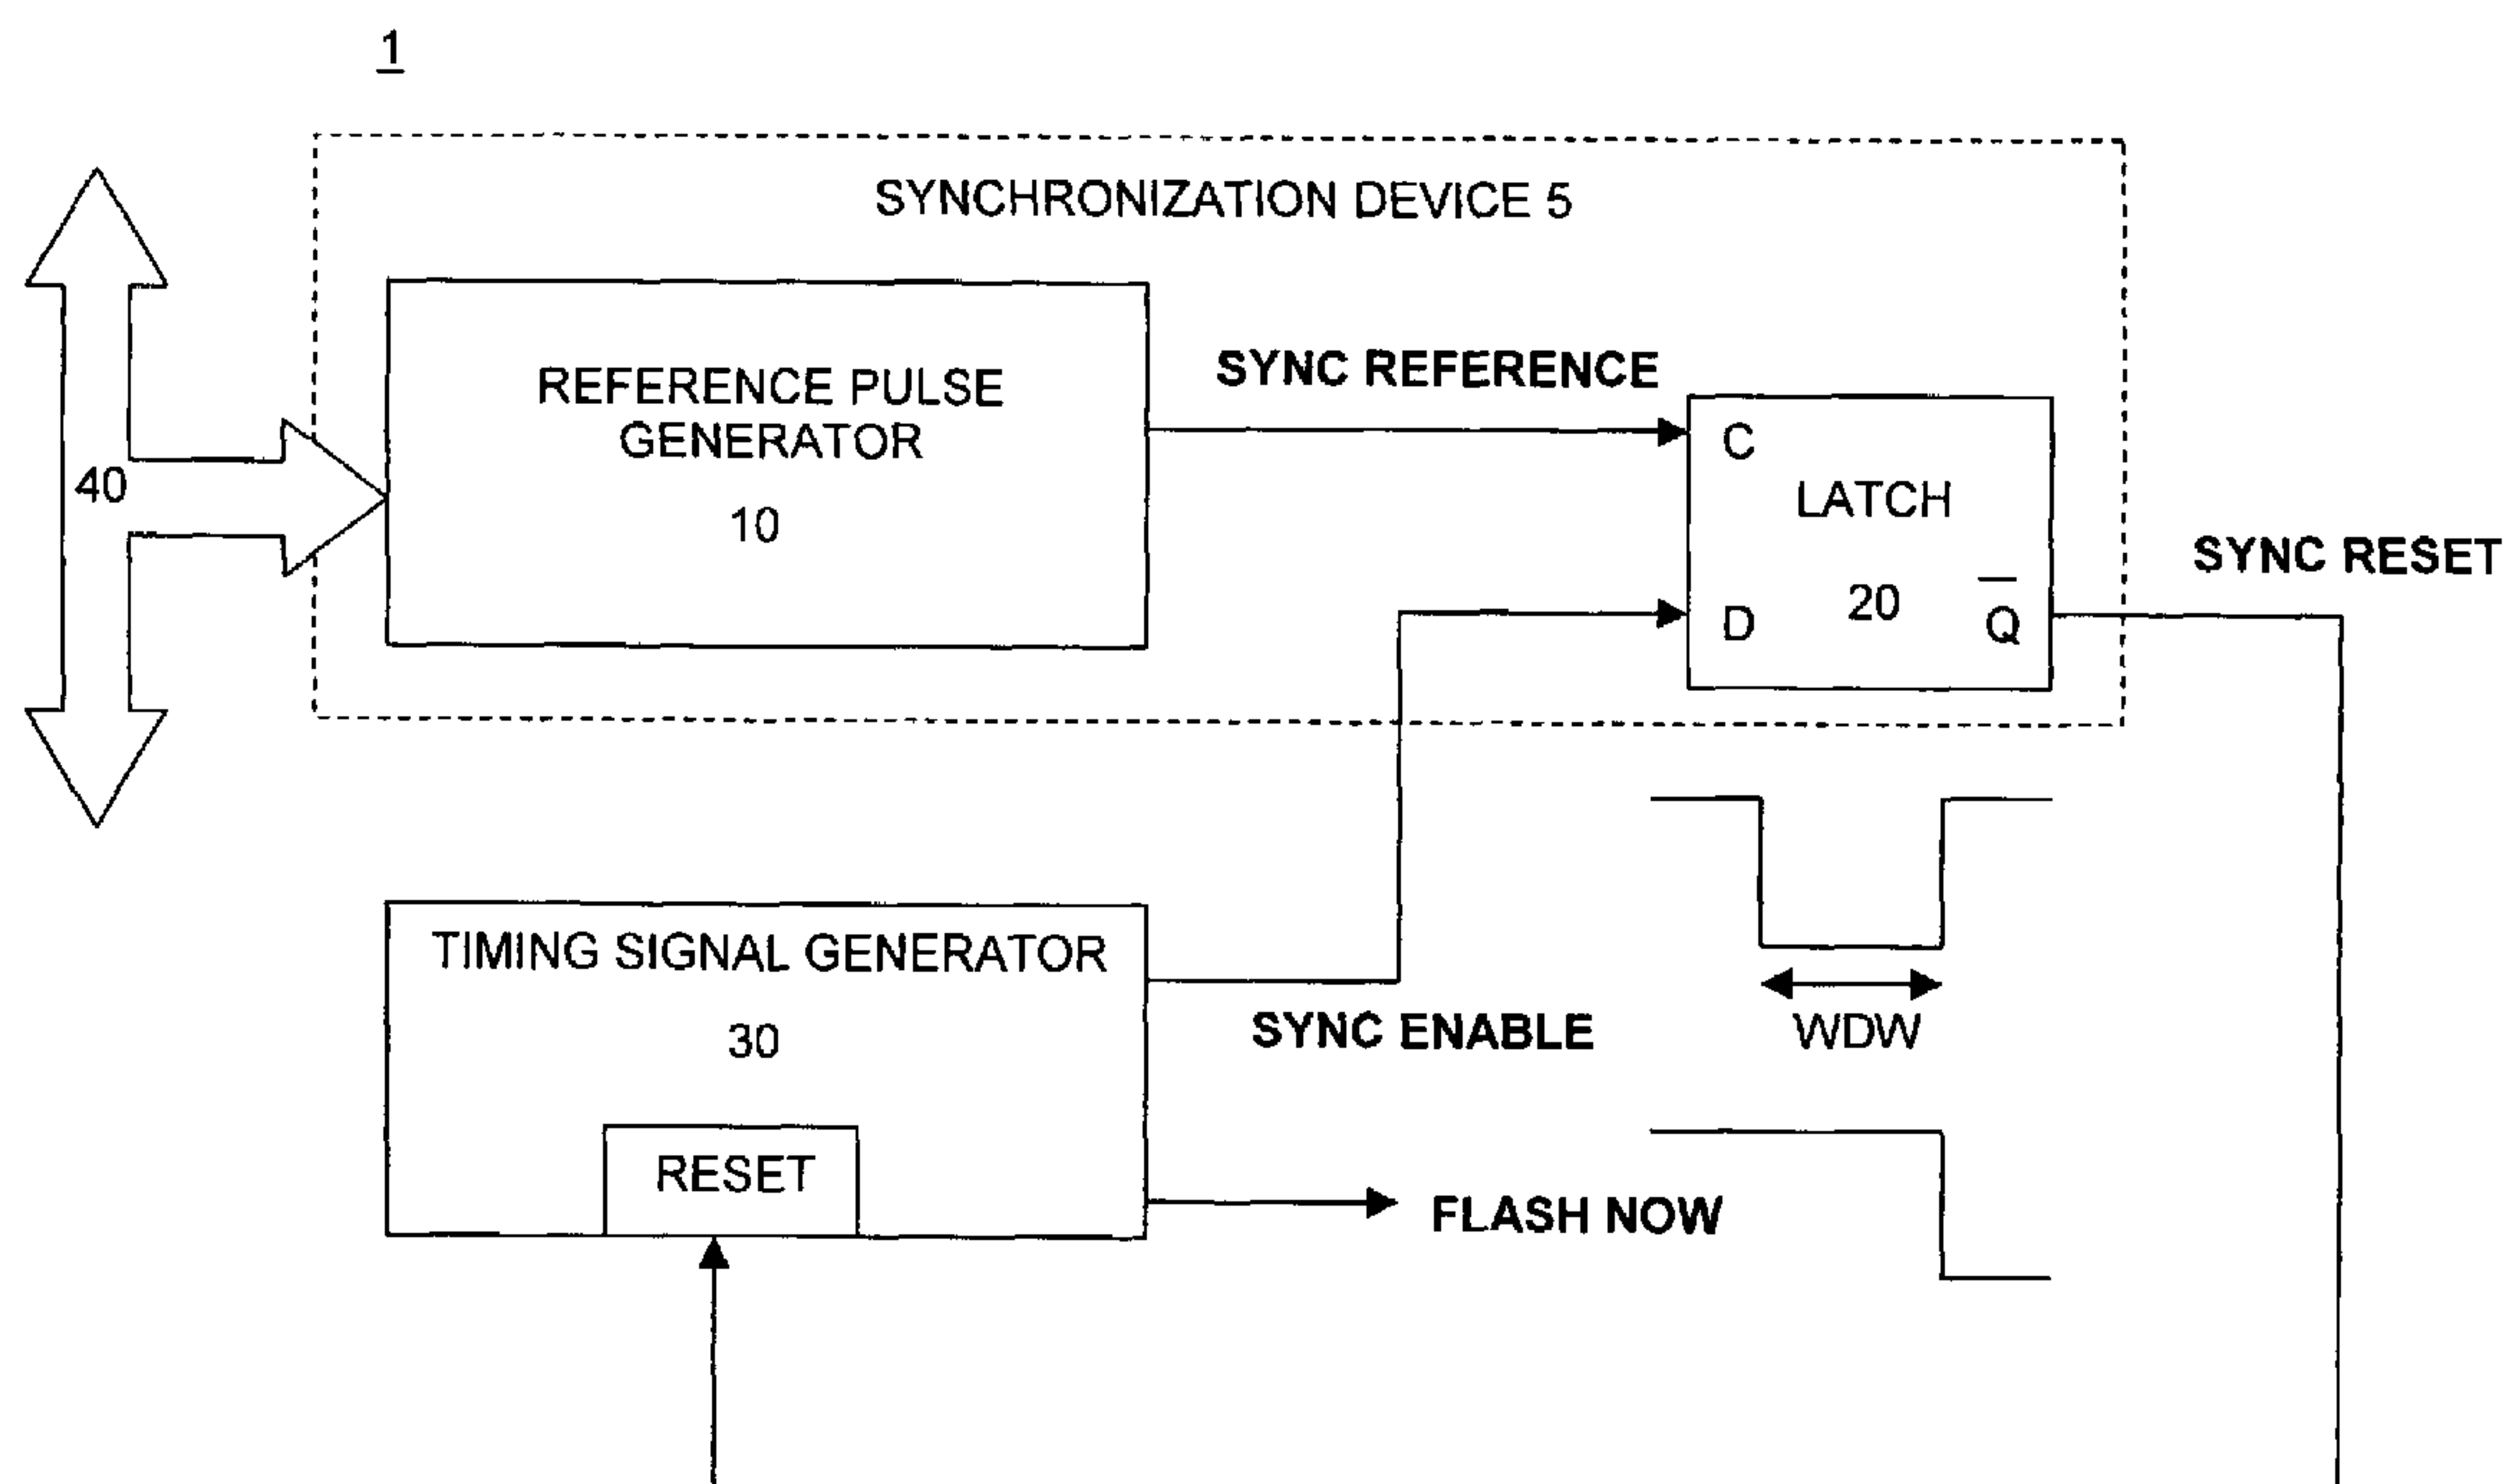 1
SYNCHRONIZATION DEVICE 5
REFERENCE PULSE
GENERATOR
10
SYNC REFERENCE
C
LATCH
20
D
Q̅
SYNC RESET
40
TIMING SIGNAL GENERATOR
30
RESET
SYNC ENABLE
WDW
FLASH NOW